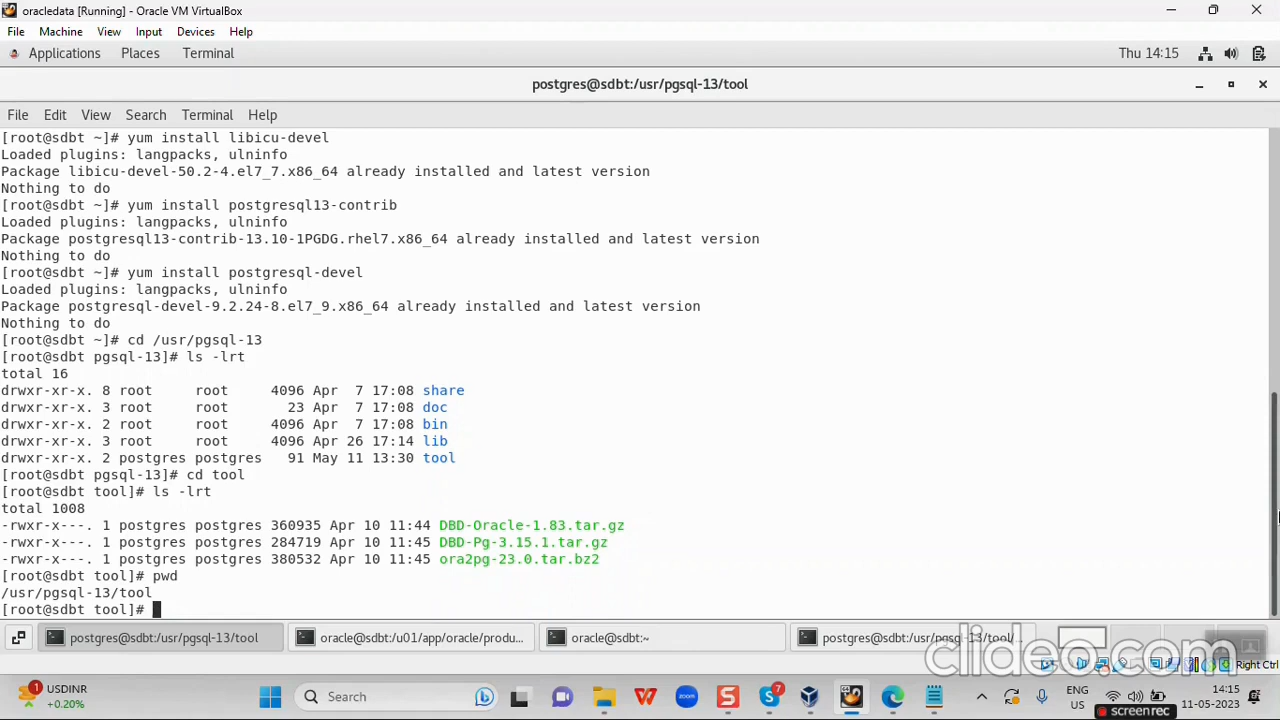 oracledata [Running] - Oracle VM VirtualBox
File Machine View Input Devices Help
Applications Places Terminal Thu 14:15
postgres@sdbt:/usr/pgsql-13/tool
File Edit View Search Terminal Help
[root@sdbt ~]# yum install libicu-devel
Loaded plugins: langpacks, ulninfo
Package libicu-devel-50.2-4.el7_7.x86_64 already installed and latest version
Nothing to do
[root@sdbt ~]# yum install postgresql13-contrib
Loaded plugins: langpacks, ulninfo
Package postgresql13-contrib-13.10-1PGDG.rhel7.x86_64 already installed and latest version
Nothing to do
[root@sdbt ~]# yum install postgresql-devel
Loaded plugins: langpacks, ulninfo
Package postgresql-devel-9.2.24-8.el7_9.x86_64 already installed and latest version
Nothing to do
[root@sdbt ~]# cd /usr/pgsql-13
[root@sdbt pgsql-13]# ls -lrt
total 16
drwxr-xr-x. 8 root     root     4096 Apr  7 17:08 share
drwxr-xr-x. 3 root     root       23 Apr  7 17:08 doc
drwxr-xr-x. 2 root     root     4096 Apr  7 17:08 bin
drwxr-xr-x. 3 root     root     4096 Apr 26 17:14 lib
drwxr-xr-x. 2 postgres postgres   91 May 11 13:30 tool
[root@sdbt pgsql-13]# cd tool
[root@sdbt tool]# ls -lrt
total 1008
-rwxr-x---. 1 postgres postgres 360935 Apr 10 11:44 DBD-Oracle-1.83.tar.gz
-rwxr-x---. 1 postgres postgres 284719 Apr 10 11:45 DBD-Pg-3.15.1.tar.gz
-rwxr-x---. 1 postgres postgres 380532 Apr 10 11:45 ora2pg-23.0.tar.bz2
[root@sdbt tool]# pwd
/usr/pgsql-13/tool
[root@sdbt tool]#
postgres@sdbt:/usr/pgsql-13/tool oracle@sdbt:/u01/app/oracle/produ... oracle@sdbt:~ postgres@sdbt:/usr/pgsql-13/tool/...
clideo.com
Right Ctrl
1 USDINR
+0.20%
Search
7
64
ENG
US
14:15
11-05-2023
screenrec